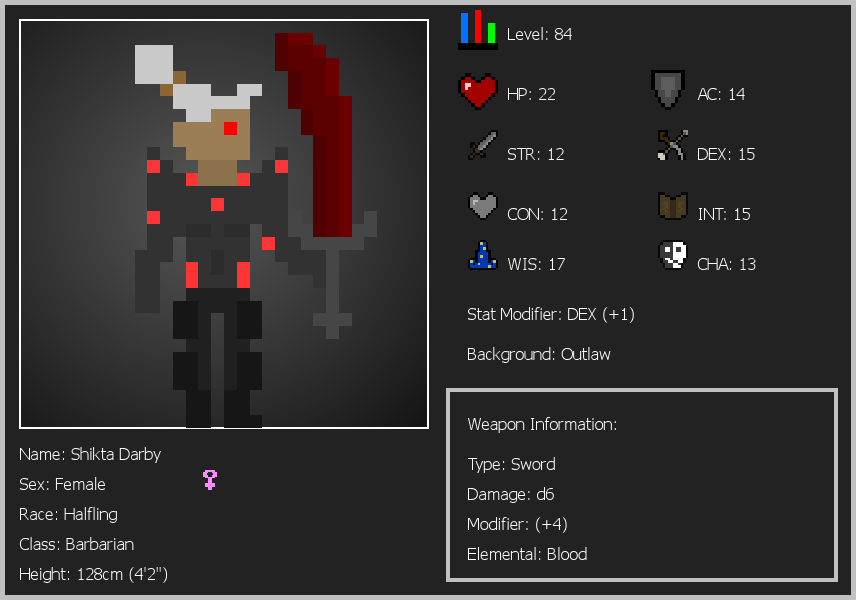 Level: 84
HP: 22
AC: 14
STR: 12
DEX: 15
CON: 12
INT: 15
WIS: 17
CHA: 13
Stat Modifier: DEX (+1)
Background: Outlaw
Weapon Information:
Type: Sword
Damage: d6
Modifier: (+4)
Elemental: Blood
Name: Shikta Darby
Sex: Female
Race: Halfling
Class: Barbarian
Height: 128cm (4'2")